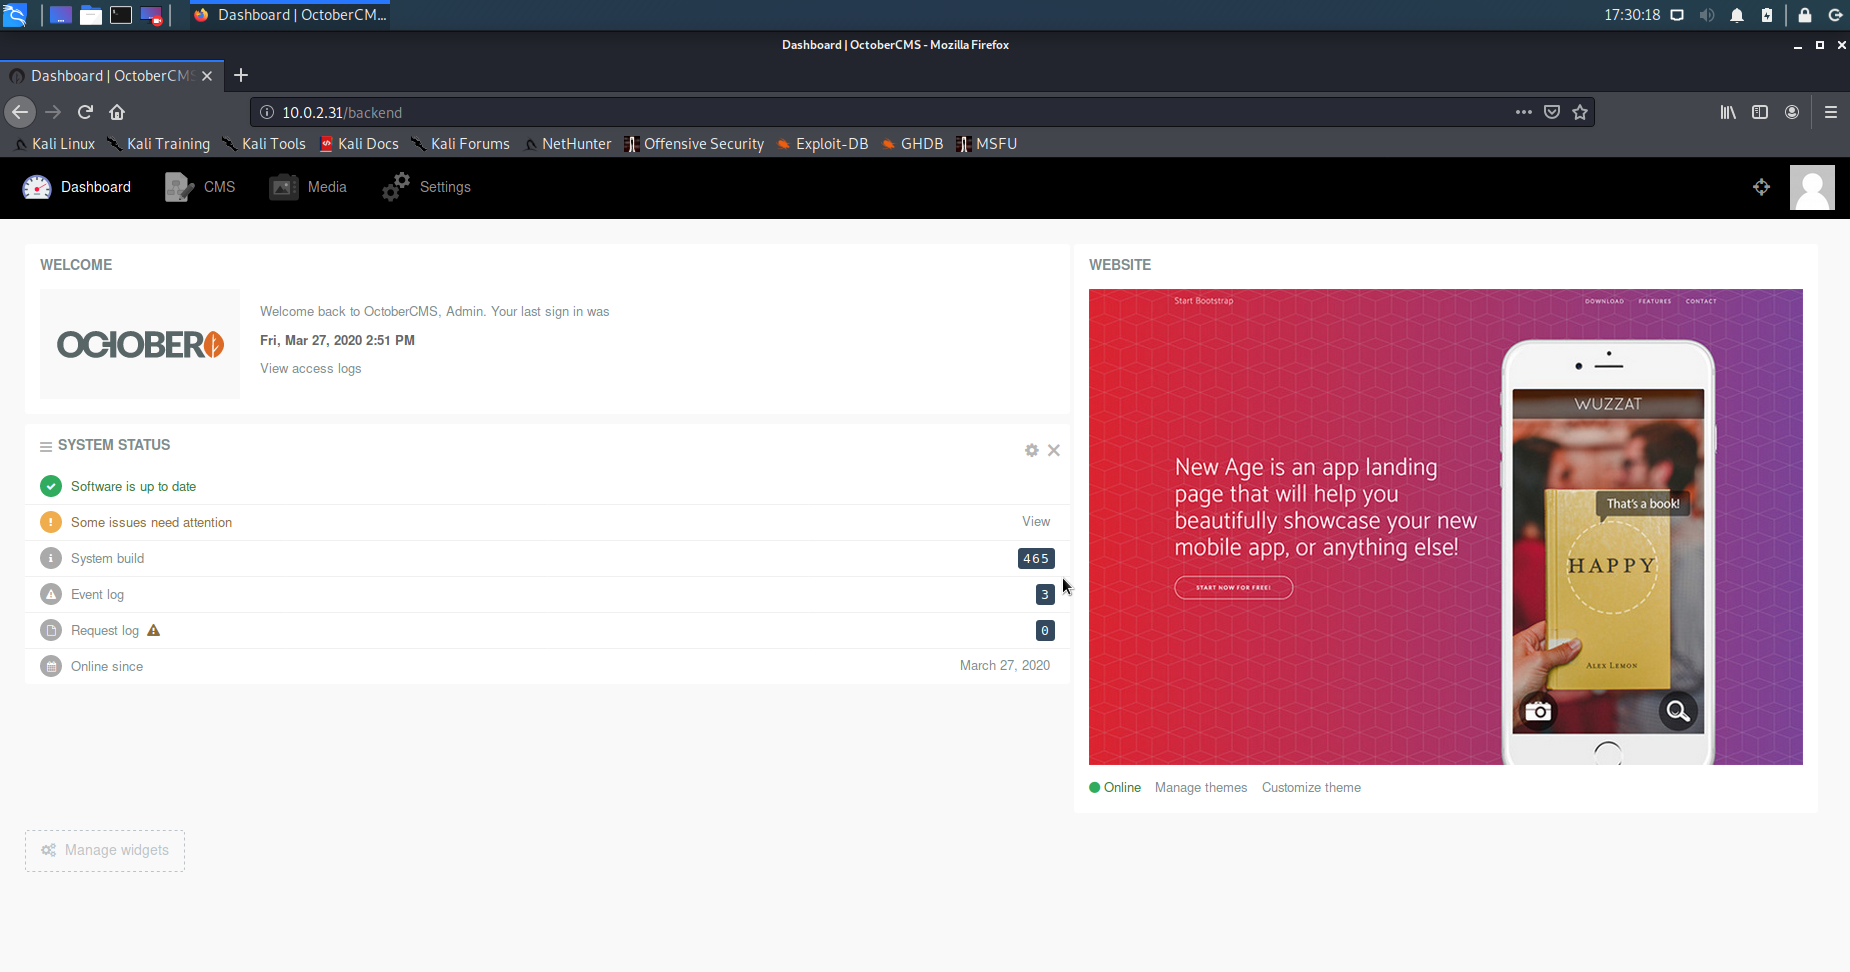 Dashboard | OctoberCM...
17:30:18
Dashboard | OctoberCMS - Mozilla Firefox
Dashboard | OctoberCMS
10.0.2.31/backend
Kali Linux
Kali Training
Kali Tools
Kali Docs
Kali Forums
NetHunter
Offensive Security
Exploit-DB
GHDB
MSFU
Dashboard
CMS
Media
Settings
WELCOME
OCTOBER
Welcome back to OctoberCMS, Admin. Your last sign in was
Fri, Mar 27, 2020 2:51 PM
View access logs
SYSTEM STATUS
Software is up to date
Some issues need attention
View
System build
465
Event log
3
Request log
0
Online since
March 27, 2020
Manage widgets
WEBSITE
Start Bootstrap
DOWNLOAD
FEATURES
CONTACT
New Age is an app landing
page that will help you
beautifully showcase your new
mobile app, or anything else!
START NOW FOR FREE!
WUZZAT
That's a book!
HAPPY
ALEX LEMON
Online
Manage themes
Customize theme